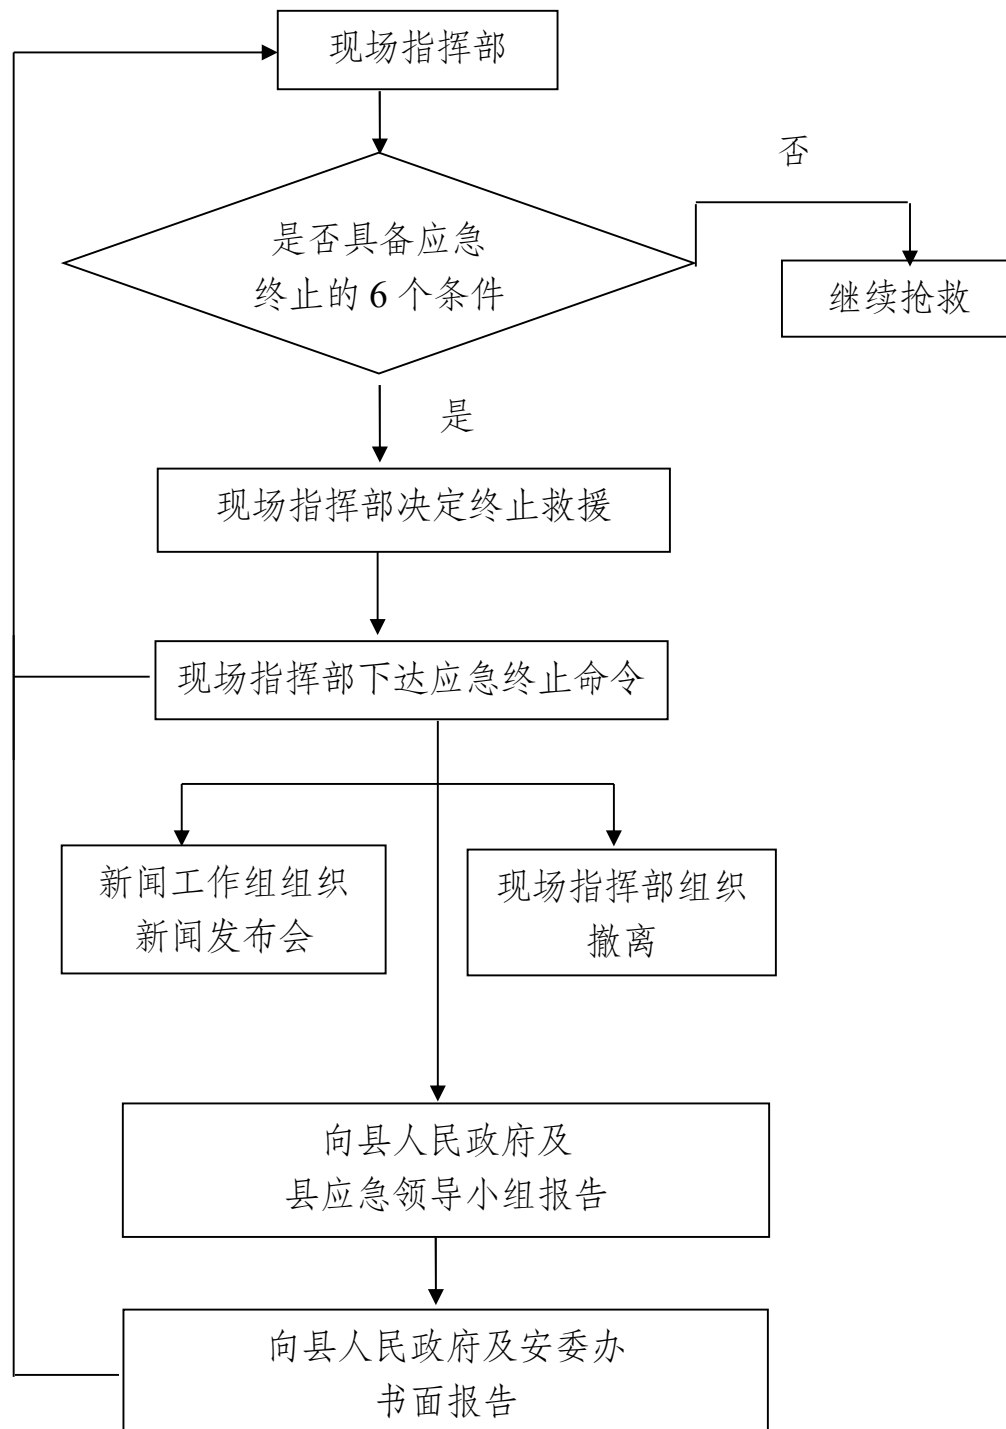 现场指挥部
否
是否具备应急
终止的 6 个条件
继续抢救
是
现场指挥部决定终止救援
现场指挥部下达应急终止命令
新闻工作组组织
新闻发布会
现场指挥部组织
撤离
向县人民政府及
县应急领导小组报告
向县人民政府及安委办
书面报告